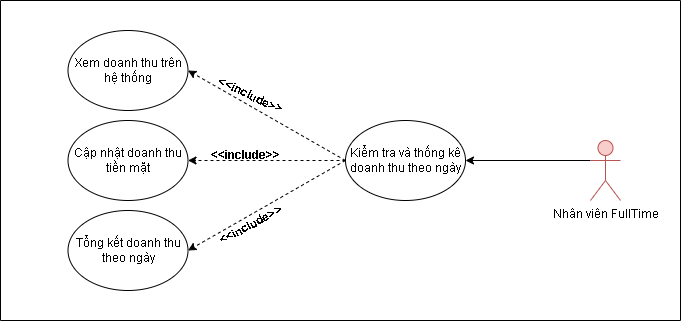 Xem doanh thu trên
hệ thống
<<include>>
Cập nhật doanh thu
tiền mặt
<<include>>
Kiểm tra và thống kê
doanh thu theo ngày
Nhân viên FullTime
<<include>>
Tổng kết doanh thu
theo ngày